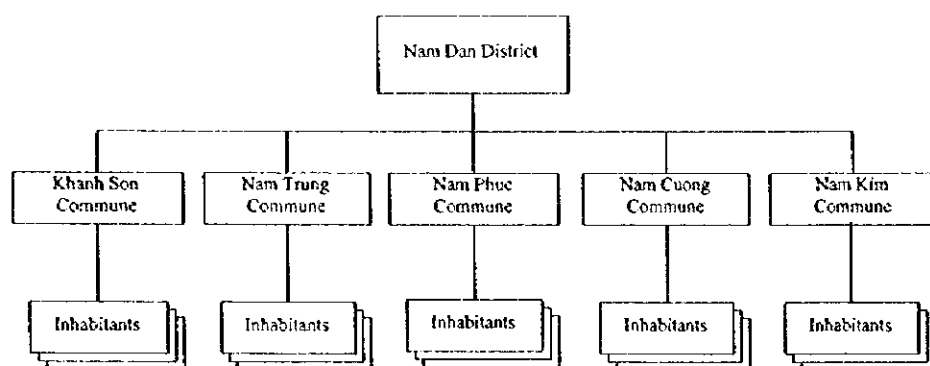 Nam Dan District
Khanh Son
Commune
Nam Trung
Commune
Nam Phuc
Commune
Nam Cuong
Commune
Nam Kim
Commune
Inhabitants
Inhabitants
Inhabitants
Inhabitants
Inhabitants